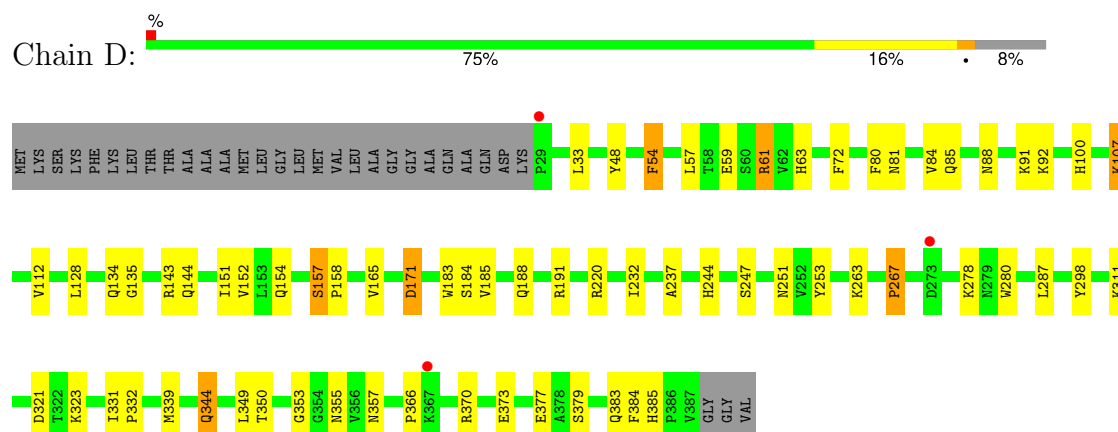 %
Chain D:
75% 16% • 8%
MET LYS SER LYS PHE LYS LEU THR THR ALA ALA ALA MET LEU GLY LEU LEU MET VAL LEU ALA GLY GLY ALA GLN ALA GLN ASP LYS P29 L33 Y48 F54 L57 T58 E59 S60 R61 V62 H63 F72 F80 N81 V84 Q85 N88 K91 K92 H100 K107
V112 L128 Q134 G135 R143 Q144 I151 V152 L153 Q154 S157 P158 V165 D171 W183 S184 V185 Q188 R191 R220 I232 A237 H244 S247 N251 V252 Y253 K263 P267 D273 K278 N279 W280 L287 Y298 K311
D321 T322 K323 I331 P332 M339 Q344 L349 T350 G353 G354 N355 V356 N357 P366 K367 R370 E373 E377 A378 S379 Q383 F384 H385 P386 V387 GLY GLY VAL